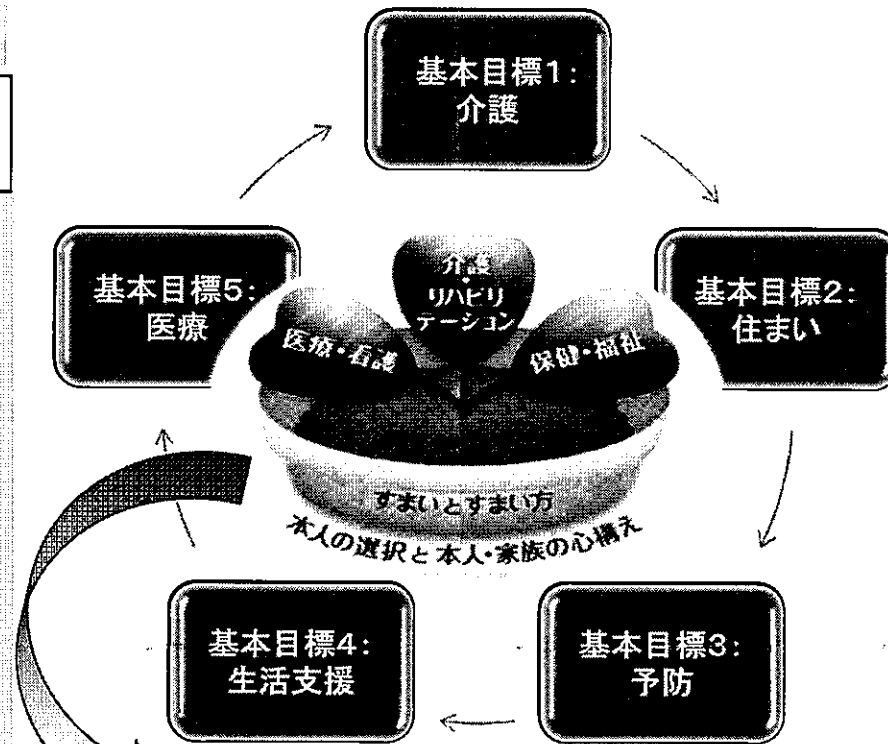 基本目標1:
介護
基本目標5:
医療
基本目標2:
住まい
介護
・
リハビリ
テーション
医療・看護
保健・福祉
すまいとすまい方
本人の選択と本人・家族の心構え
基本目標4:
生活支援
基本目標3:
予防